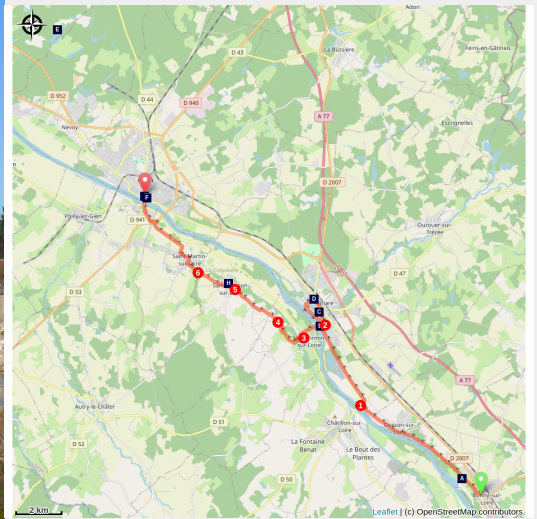 Adon
E
La Bussière
D 43
Feins-en-Gâtinais
D 952
D 44
D 940
A 77
Escrignelles
Nevoy
D 2007
F
Poilly-lez-Gien
D 941
Ouzouer-sur-
Trézée
Saint-Martin-
6
D 47
H
5
D 53
D
C
4
2
3
sur-Loire
A 77
Autry-le-Châtel
1
D 51
Châtillon-sur-
Loire
Ousson-sur-
D 52
La Fontaine
Benat
Le Bout des
Plantes
D 2007
D 50
A
Bonny-sur-
Loire
2 km
Leaflet | (c) OpenStreetMap contributors